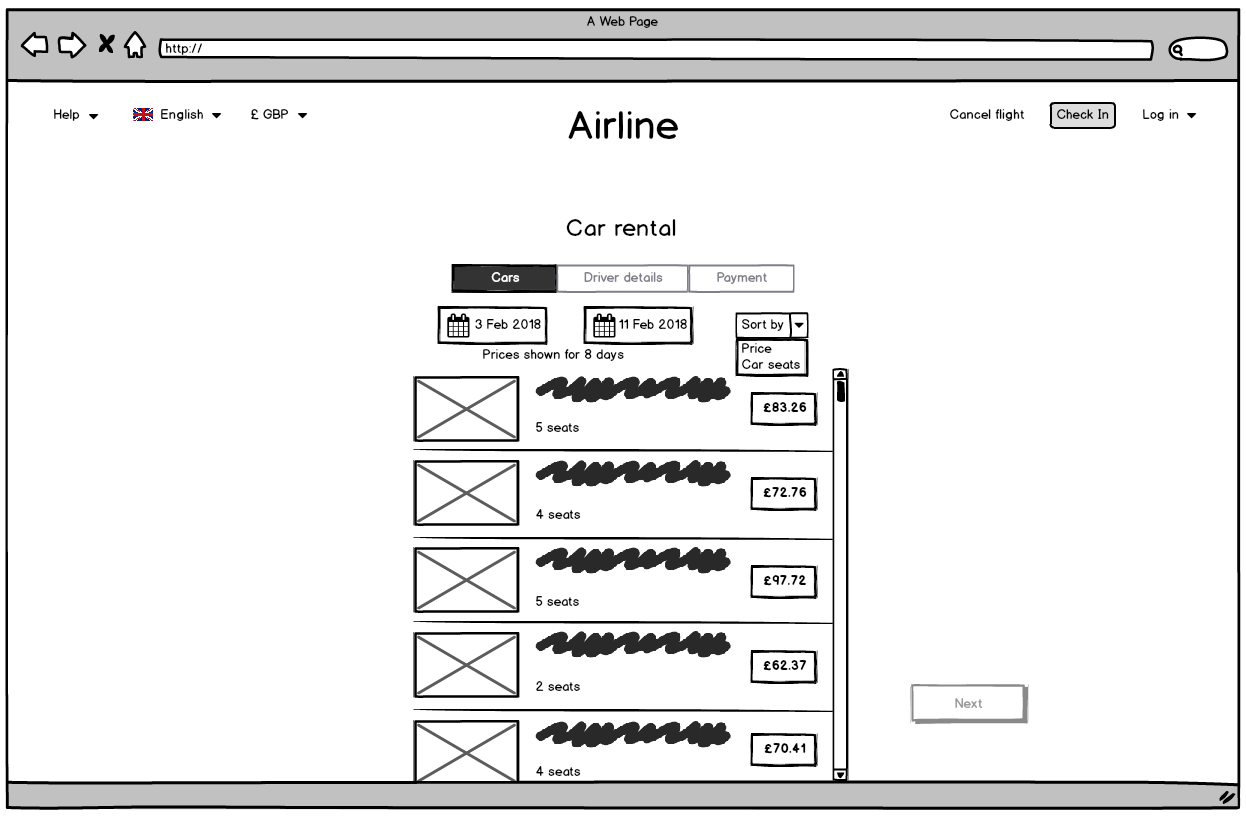 A Web Page
http://
Help
English
£ GBP
Airline
Cancel flight
Check In
Log in
Car rental
Cars
Driver details
Payment
3 Feb 2018
11 Feb 2018
Sort by
Price
Car seats
Prices shown for 8 days
5 seats
£83.26
4 seats
£72.76
5 seats
£97.72
2 seats
£62.37
4 seats
£70.41
Next